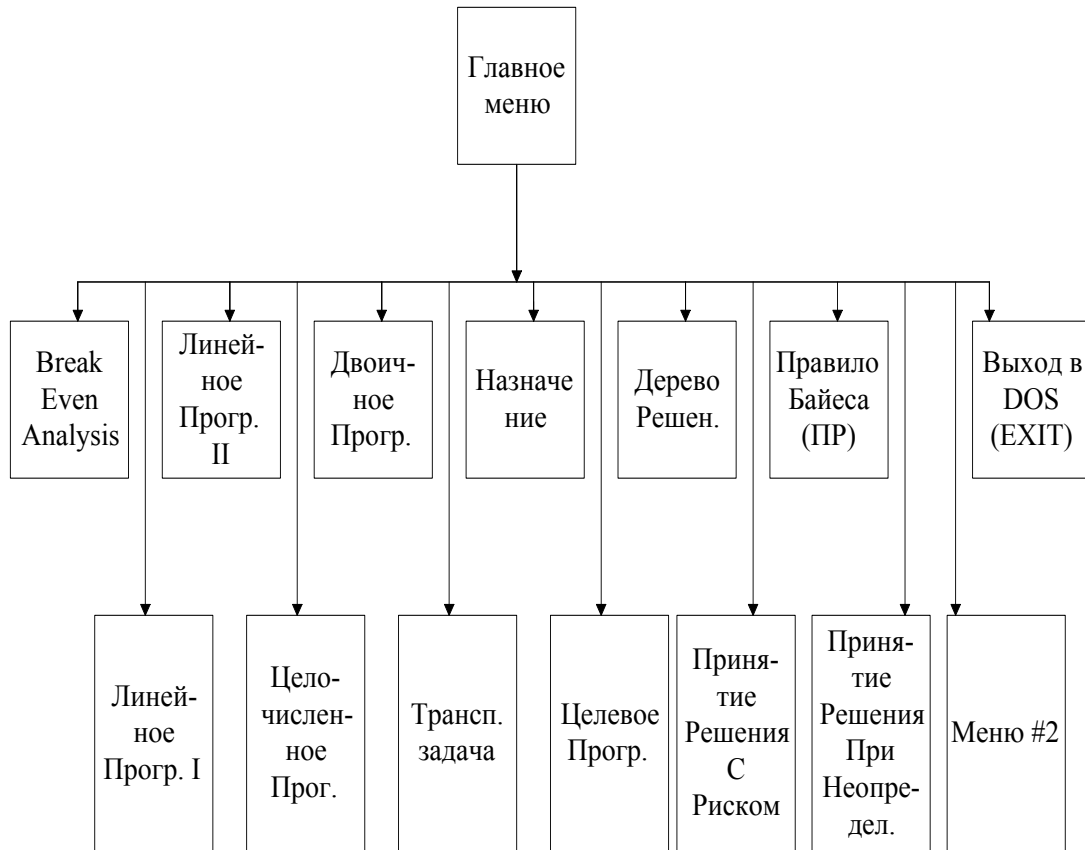 Главное
меню
Break
Even
Analysis
Линей-
ное
Прогр.
II
Двоич-
ное
Прогр.
Назначе
ние
Дерево
Решен.
Правило
Байеса
(ПР)
Выход в
DOS
(EXIT)
Линей-
ное
Прогр. I
Цело-
числен-
ное
Прог.
Трансп.
задача
Целевое
Прогр.
Приня-
тие
Решения
С
Риском
Приня-
тие
Решения
При
Неопре-
дел.
Меню #2